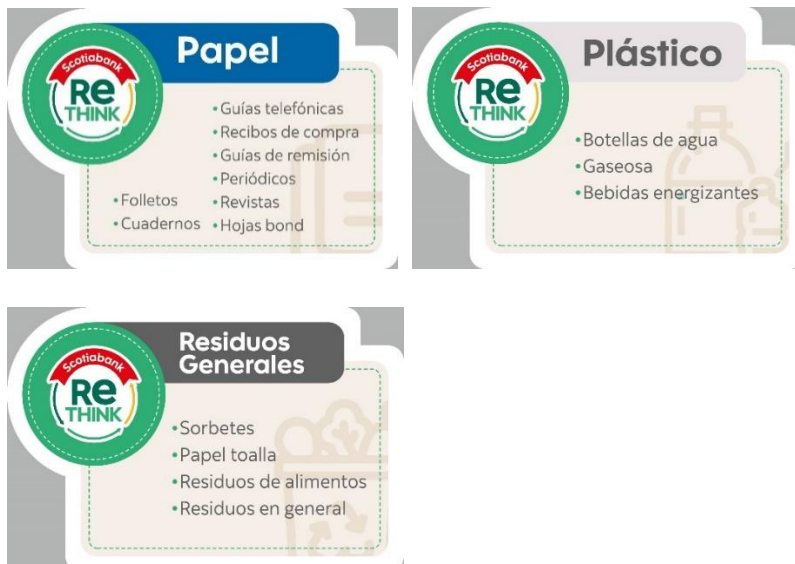 Papel
Scotiabank
Re
THINK
•Guías telefónicas
•Recibos de compra
•Guías de remisión
•Periódicos
•Folletos •Revistas
•Cuadernos •Hojas bond
Plástico
Scotiabank
Re
THINK
•Botellas de agua
•Gaseosa
•Bebidas energizantes
Residuos
Generales
Scotiabank
Re
THINK
•Sorbetes
•Papel toalla
•Residuos de alimentos
•Residuos en general